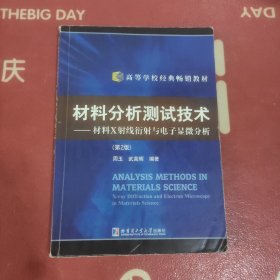 高等学校经典畅销教材
材料分析测试技术
——材料X射线衍射与电子显微分析
(第2版)
周玉 武高辉 编著
ANALYSIS METHODS IN
MATERIALS SCIENCE
X-ray Diffraction and Electron Microscopy
in Materials Science
哈尔滨工业大学出版社
THE BIG
庆